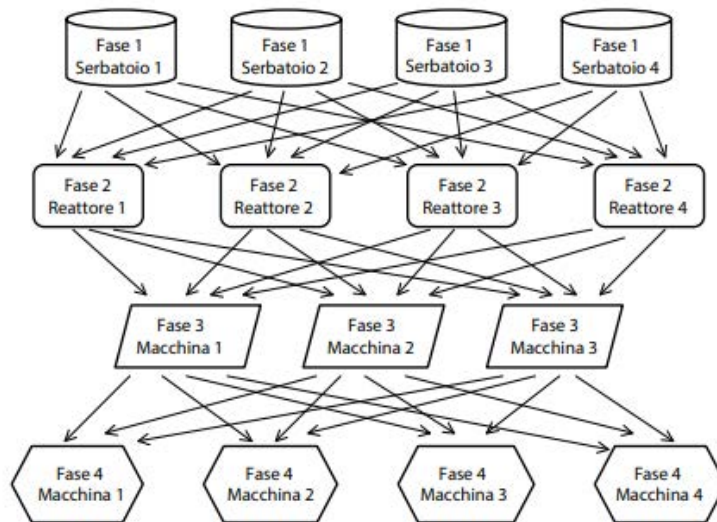 Fase 1
Serbatoio 1
Fase 1
Serbatoio 2
Fase 1
Serbatoio 3
Fase 1
Serbatoio 4
Fase 2
Reattore 1
Fase 2
Reattore 2
Fase 2
Reattore 3
Fase 2
Reattore 4
Fase 3
Macchina 1
Fase 3
Macchina 2
Fase 3
Macchina 3
Fase 4
Macchina 1
Fase 4
Macchina 2
Fase 4
Macchina 3
Fase 4
Macchina 4